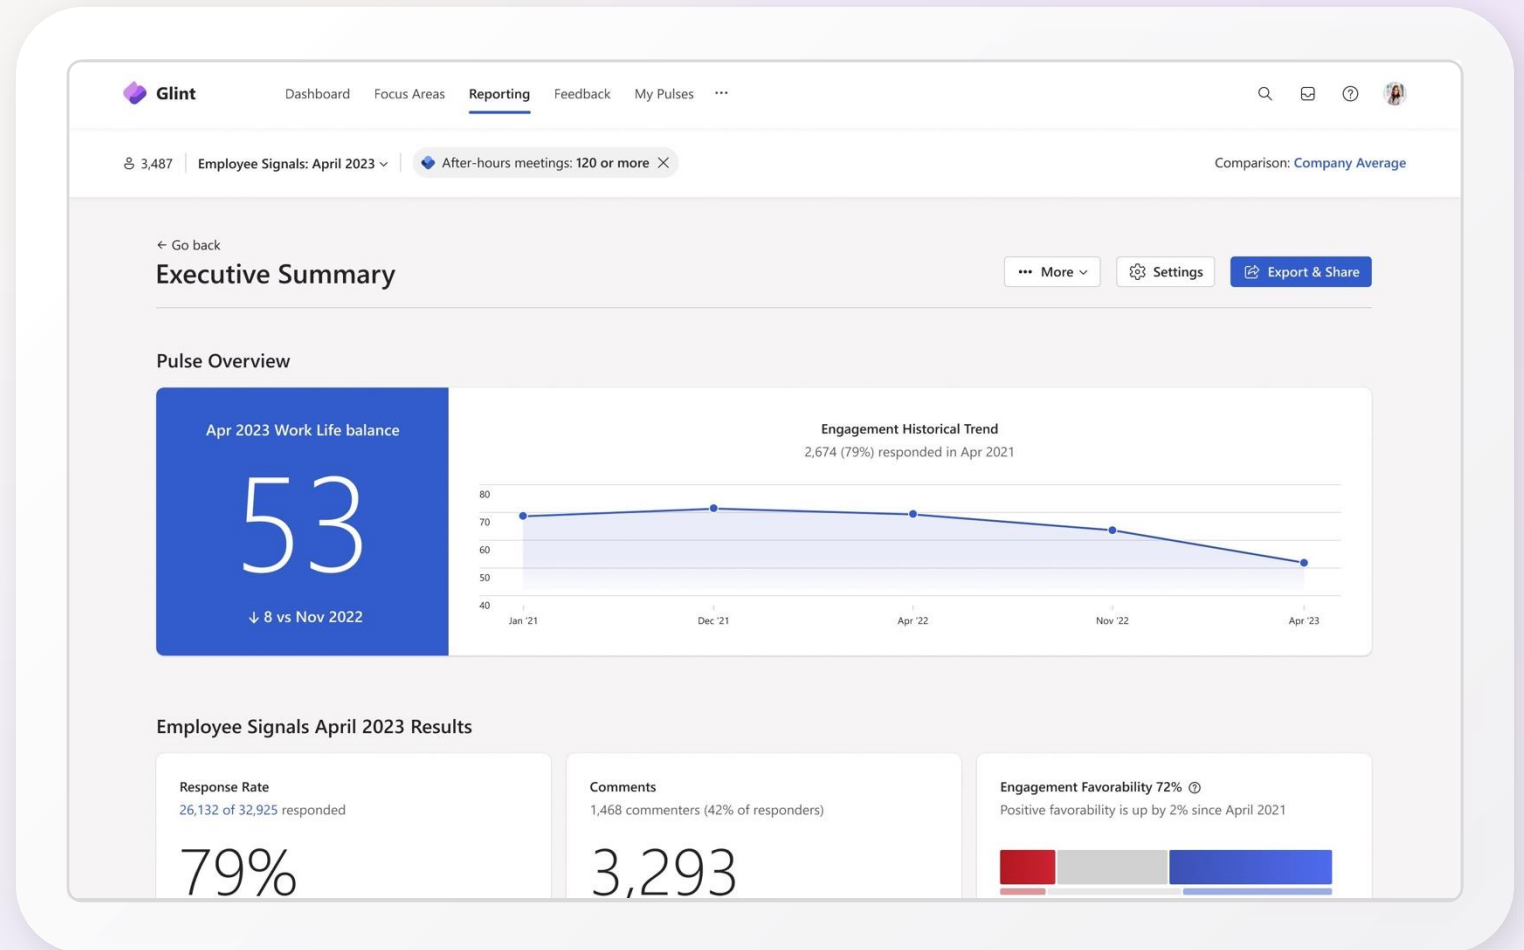 Glint
Dashboard Focus Areas Reporting Feedback My Pulses ...
3,487 Employee Signals: April 2023 After-hours meetings: 120 or more Comparison: Company Average
← Go back
Executive Summary
... More Settings Export & Share
Pulse Overview
Apr 2023 Work Life balance
53
↓ 8 vs Nov 2022
Engagement Historical Trend
2,674 (79%) responded in Apr 2021
80
70
60
50
40
Jan '21 Dec '21 Apr '22 Nov '22 Apr '23
Employee Signals April 2023 Results
Response Rate
26,132 of 32,925 responded
79%
Comments
1,468 commenters (42% of responders)
3,293
Engagement Favorability 72% ?
Positive favorability is up by 2% since April 2021